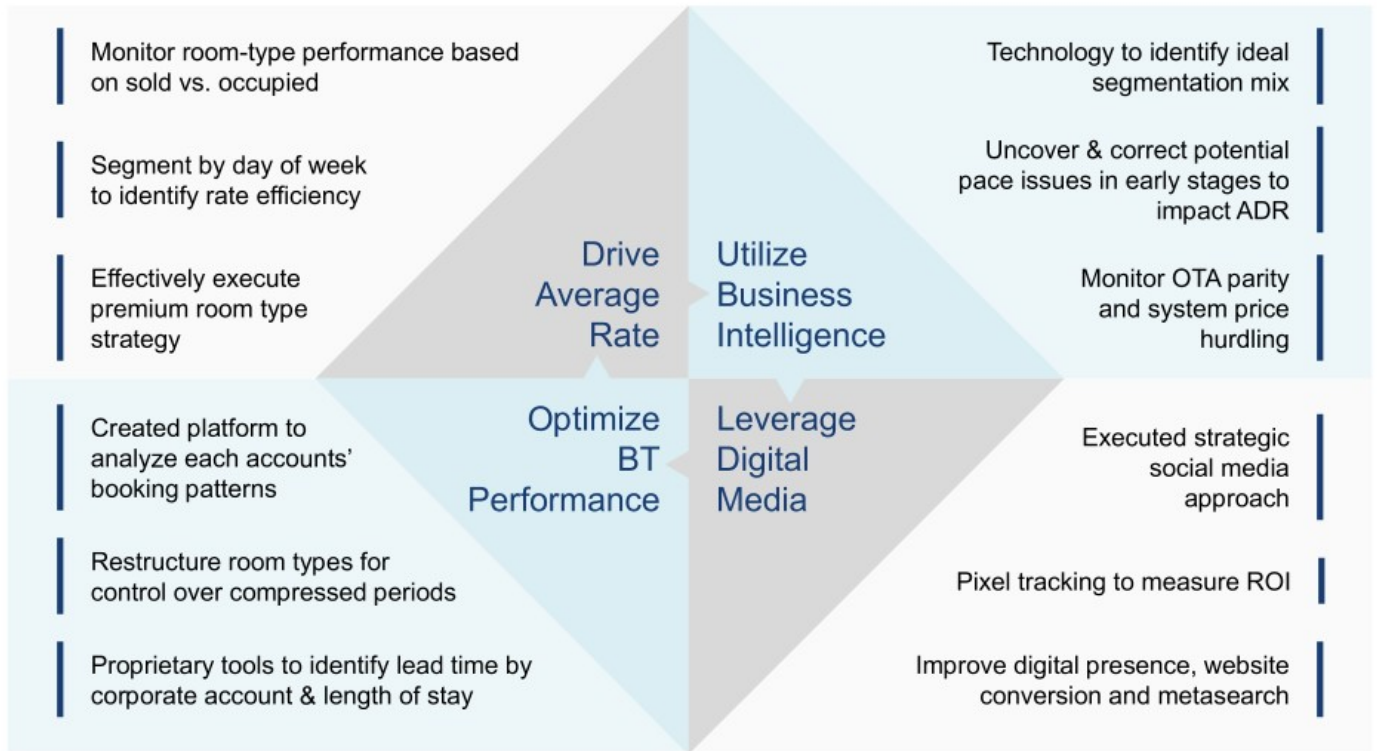 Monitor room-type performance based
on sold vs. occupied
Segment by day of week
to identify rate efficiency
Effectively execute
premium room type
strategy
Drive
Average
Rate
Utilize
Business
Intelligence
Technology to identify ideal
segmentation mix
Uncover & correct potential
pace issues in early stages to
impact ADR
Monitor OTA parity
and system price
hurdling
Created platform to
analyze each accounts’
booking patterns
Restructure room types for
control over compressed periods
Proprietary tools to identify lead time by
corporate account & length of stay
Optimize
BT
Performance
Leverage
Digital
Media
Executed strategic
social media
approach
Pixel tracking to measure ROI
Improve digital presence, website
conversion and metasearch